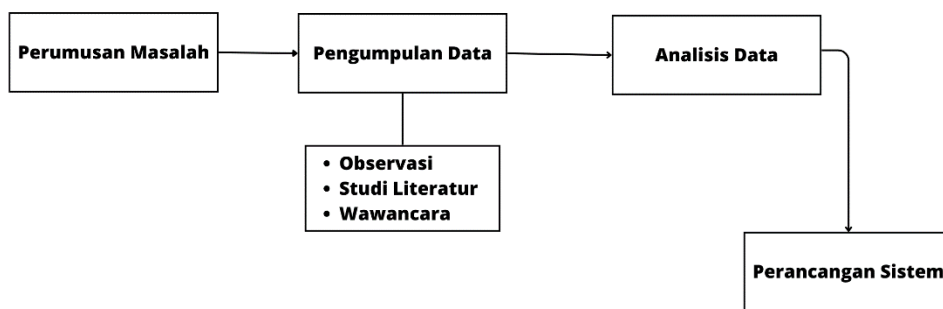 Perumusan Masalah
Pengumpulan Data
Analisis Data
• Observasi
• Studi Literatur
• Wawancara
Perancangan Sistem